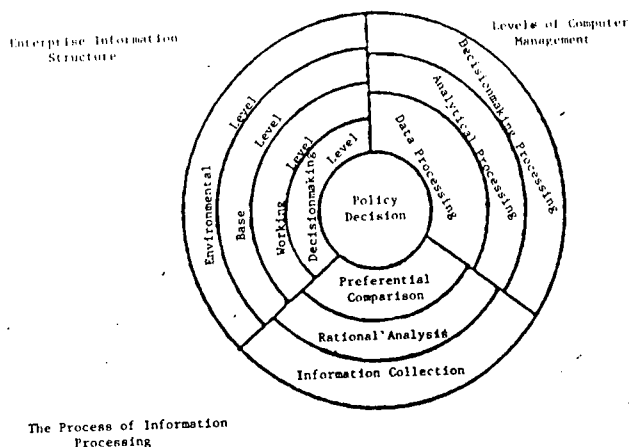 Enterprise Information
Structure
Levels of Computer
Management
Environmental Level
Base Level
Working Level
Decisionmaking Level
Decisionmaking Processing
Analytical Processing
Data Processing
Policy
Decision
Preferential
Comparison
Rational Analysis
Information Collection
The Process of Information
Processing